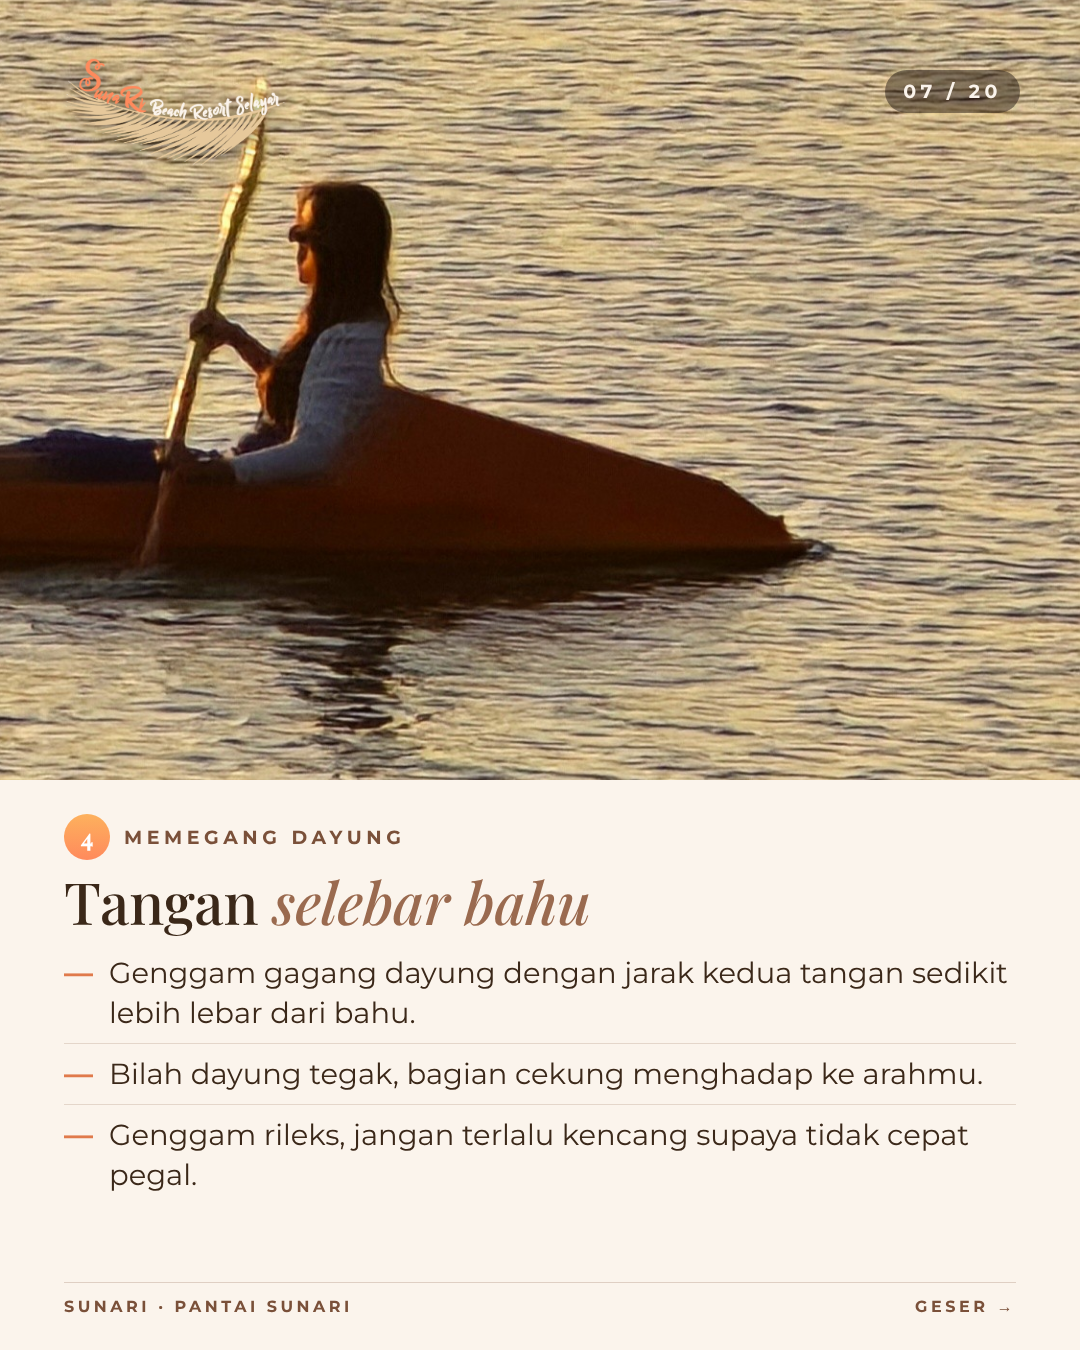 SunaRi Beach Resort Selayar
07 / 20
4 MEMEGANG DAYUNG
Tangan selebar bahu
— Genggam gagang dayung dengan jarak kedua tangan sedikit
lebih lebar dari bahu.
— Bilah dayung tegak, bagian cekung menghadap ke arahmu.
— Genggam rileks, jangan terlalu kencang supaya tidak cepat
pegal.
SUNARI · PANTAI SUNARI
GESER →